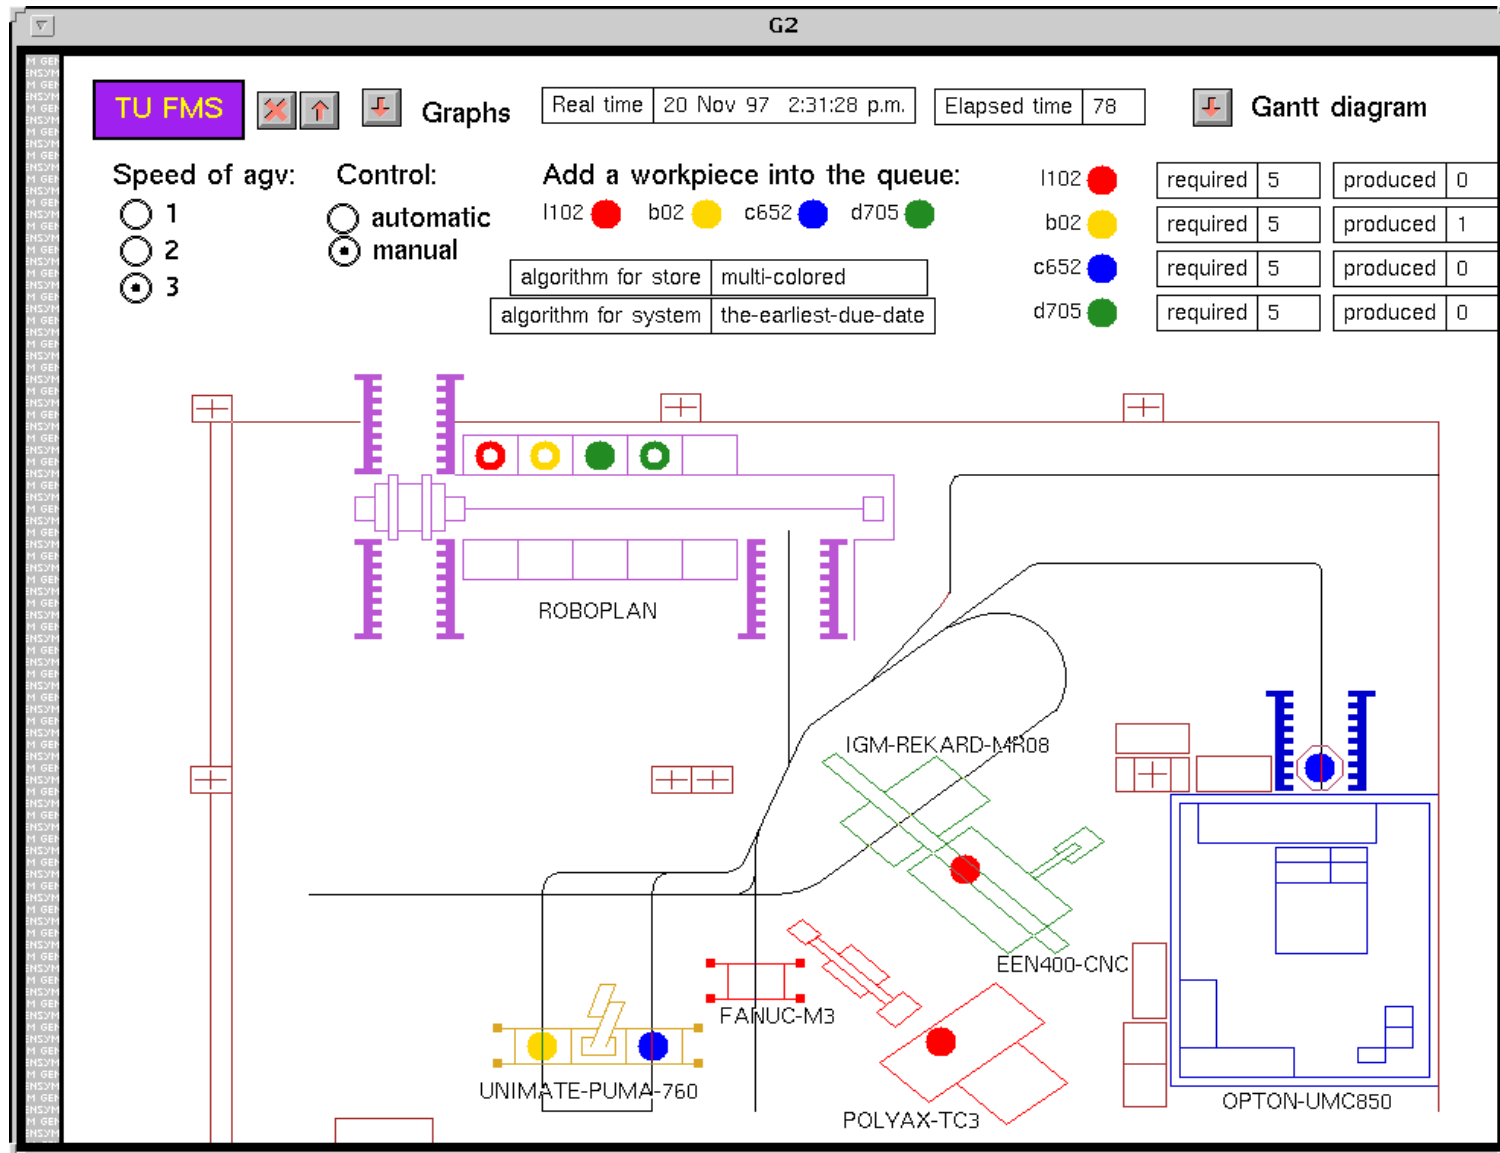 G2
TU FMS Graphs Real time 20 Nov 97 2:31:28 p.m. Elapsed time 78 Gantt diagram
Speed of agv: Control: Add a workpiece into the queue:
1 automatic l102 b02 c652 d705
2 manual
3
algorithm for store multi-colored
algorithm for system the-earliest-due-date
l102 required 5 produced 0
b02 required 5 produced 1
c652 required 5 produced 0
d705 required 5 produced 0
ROBOPLAN
IGM-REKARD-MR08
EEN400-CNC
FANUC-M3
UNIMATE-PUMA-760
POLYAX-TC3
OPTON-UMC850